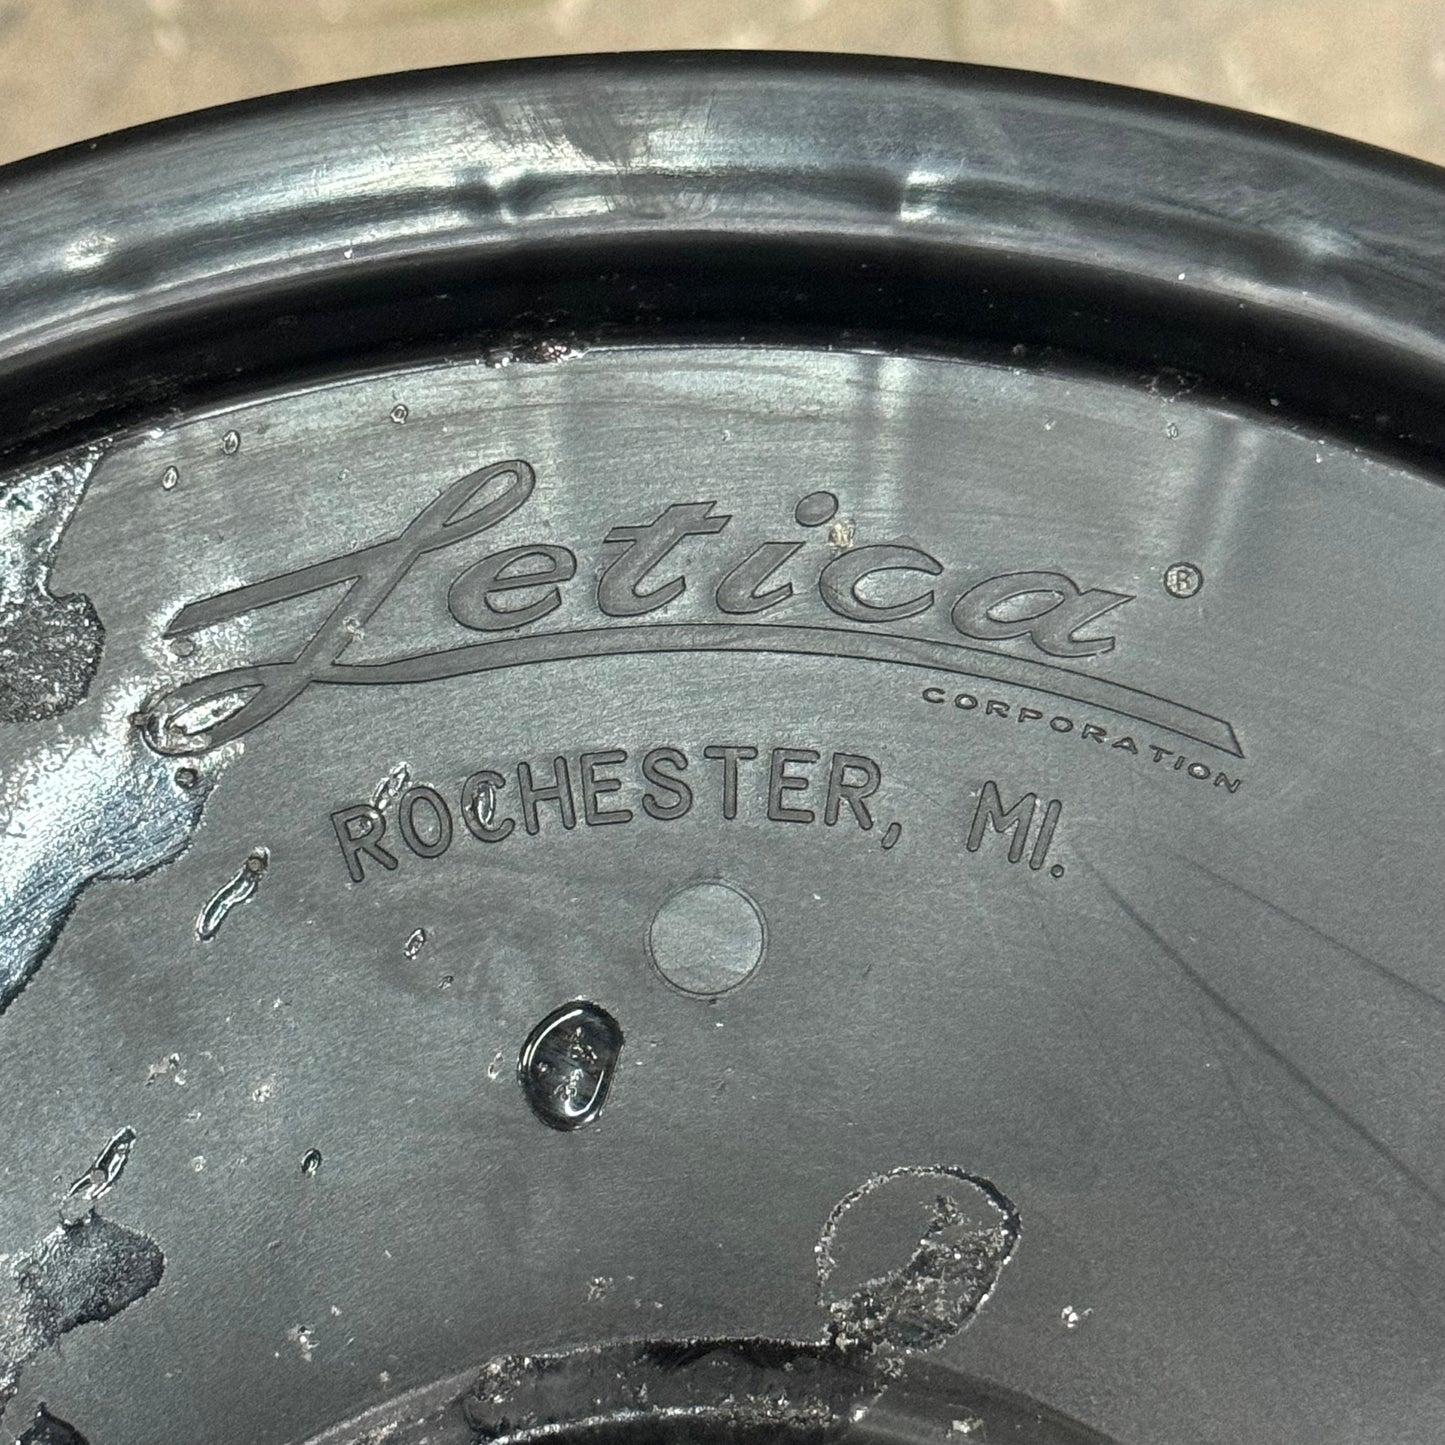 Letica®
CORPORATION
ROCHESTER, MI.